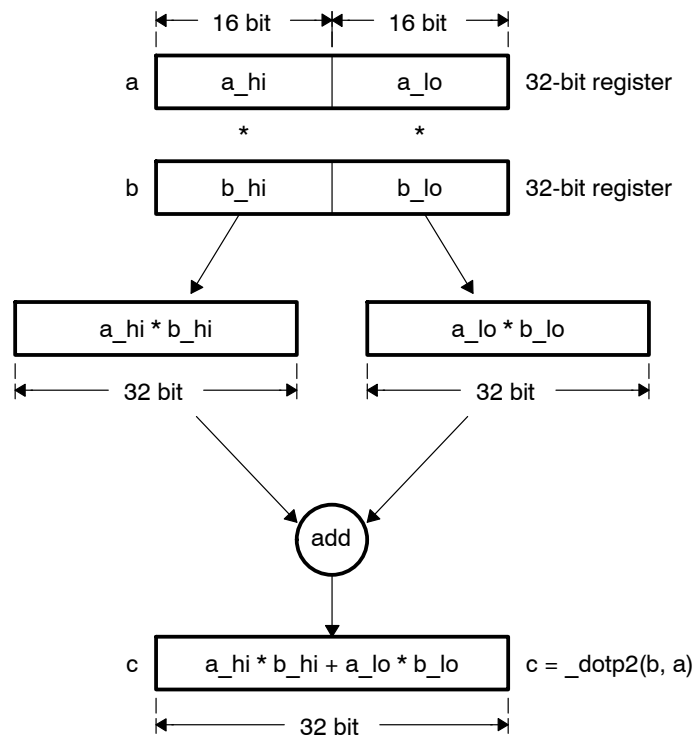 16 bit 16 bit
a a_hi a_lo 32-bit register
* *
b b_hi b_lo 32-bit register
a_hi * b_hi a_lo * b_lo
32 bit 32 bit
add
c a_hi * b_hi + a_lo * b_lo c = _dotp2(b, a)
32 bit